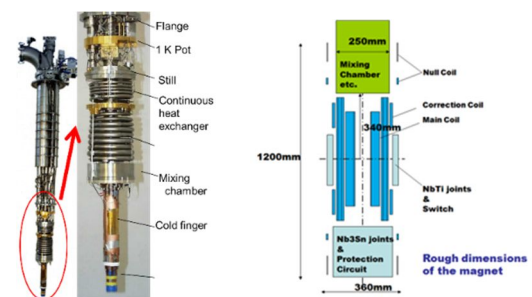 Flange
1 K Pot
Still
Continuous
heat
exchanger
Mixing
chamber
Cold finger
250mm
Mixing
Chamber
etc.
Null Coil
Correction Coil
340mm
Main Coil
1200mm
NbTi joints
&
Switch
Nb3Sn joints
&
Protection
Circuit
Rough dimensions
of the magnet
360mm